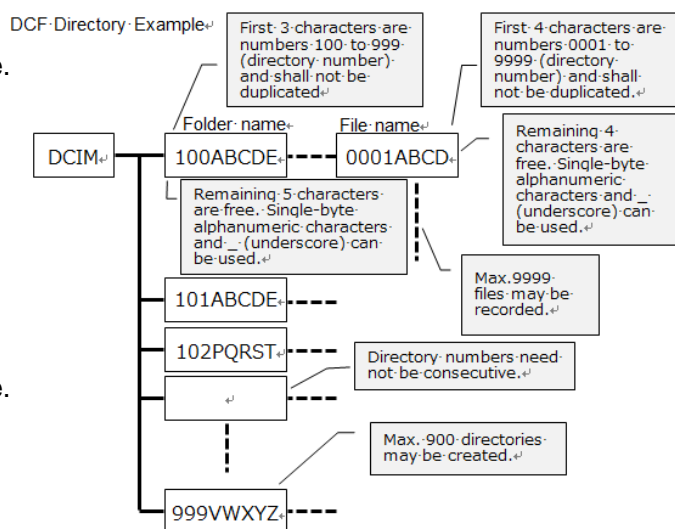 DCF Directory Example
First 3 characters are
numbers 100 to 999
(directory number)
and shall not be
duplicated
First 4 characters are
numbers 0001 to
9999 (directory
number) and shall
not be duplicated.
e.
Folder name
File name
DCIM
100ABCDE
0001ABCD
Remaining 4
characters are
free. Single-byte
alphanumeric
characters and _
(underscore) can
be used.
Remaining 5 characters
are free. Single-byte
alphanumeric characters
and _ (underscore) can
be used.
Max.9999
files may be
recorded.
101ABCDE
102PQRST
Directory numbers need
not be consecutive.
e.
Max. 900 directories
may be created.
999VWXYZ